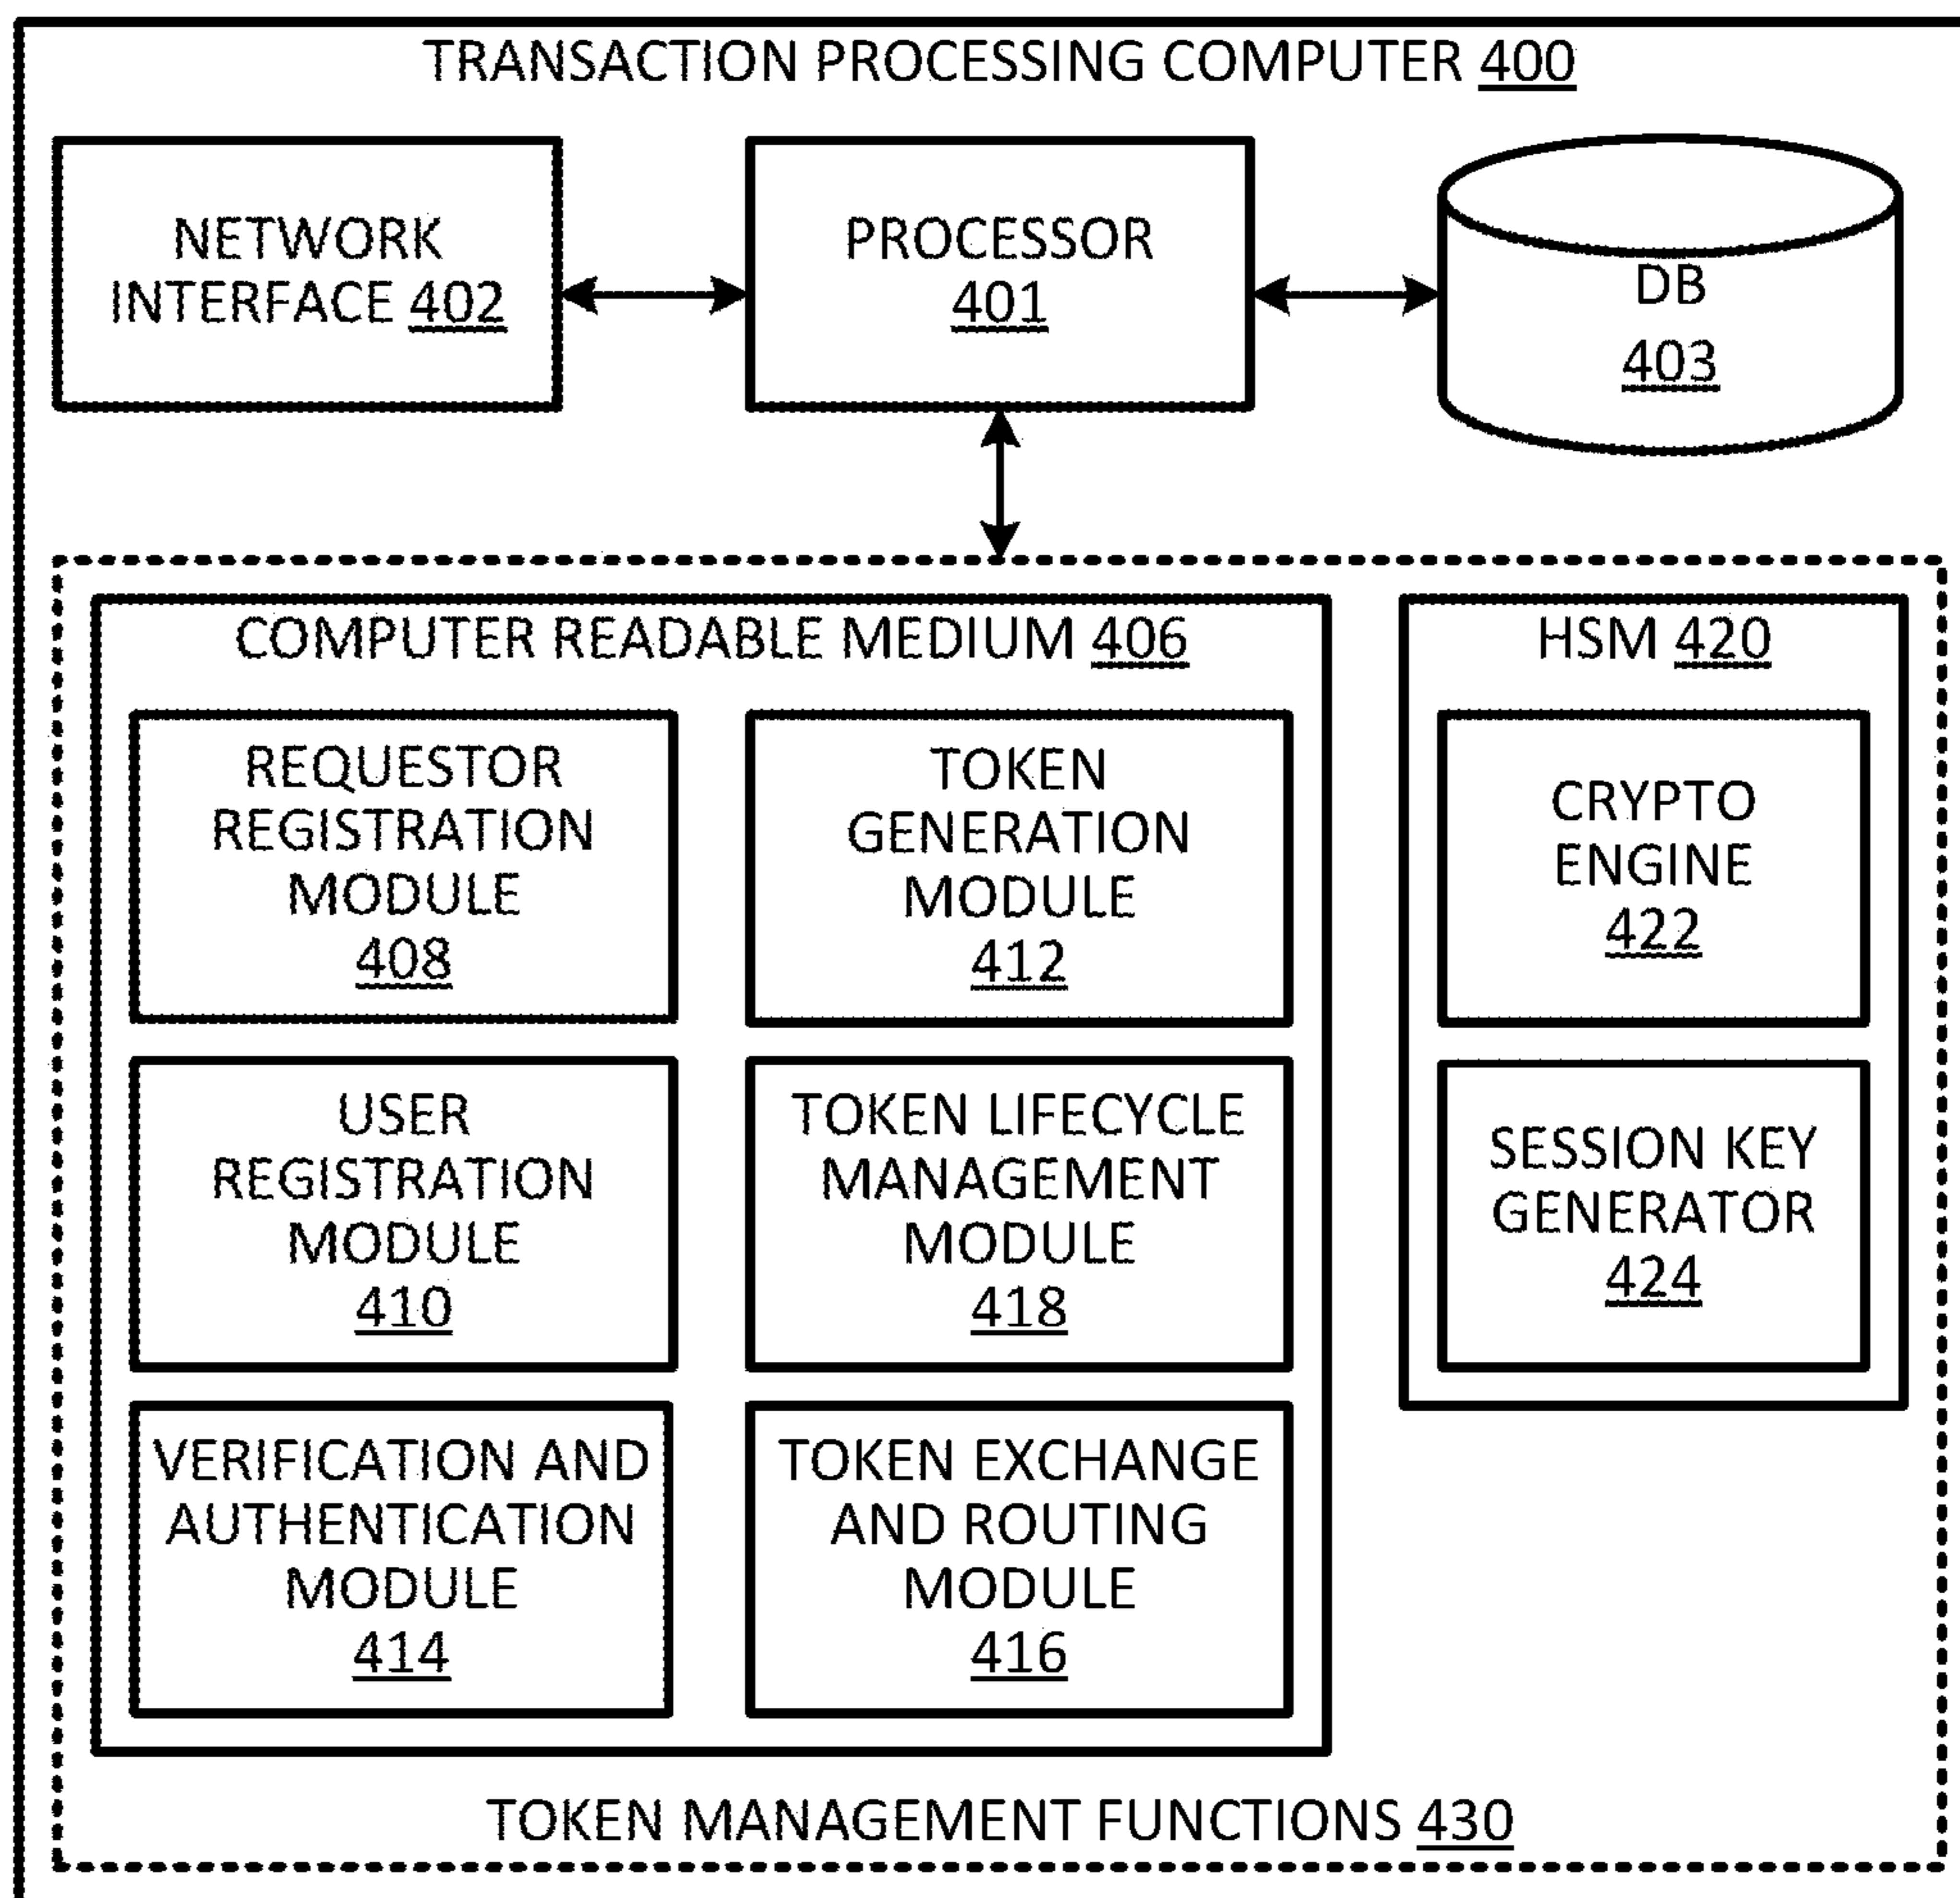 TRANSACTION PROCESSING COMPUTER 400
NETWORK
INTERFACE 402
PROCESSOR
401
DB
403
COMPUTER READABLE MEDIUM 406
REQUESTOR
REGISTRATION
MODULE
408
TOKEN
GENERATION
MODULE
412
USER
REGISTRATION
MODULE
410
TOKEN LIFECYCLE
MANAGEMENT
MODULE
418
VERIFICATION AND
AUTHENTICATION
MODULE
414
TOKEN EXCHANGE
AND ROUTING
MODULE
416
HSM 420
CRYPTO
ENGINE
422
SESSION KEY
GENERATOR
424
TOKEN MANAGEMENT FUNCTIONS 430